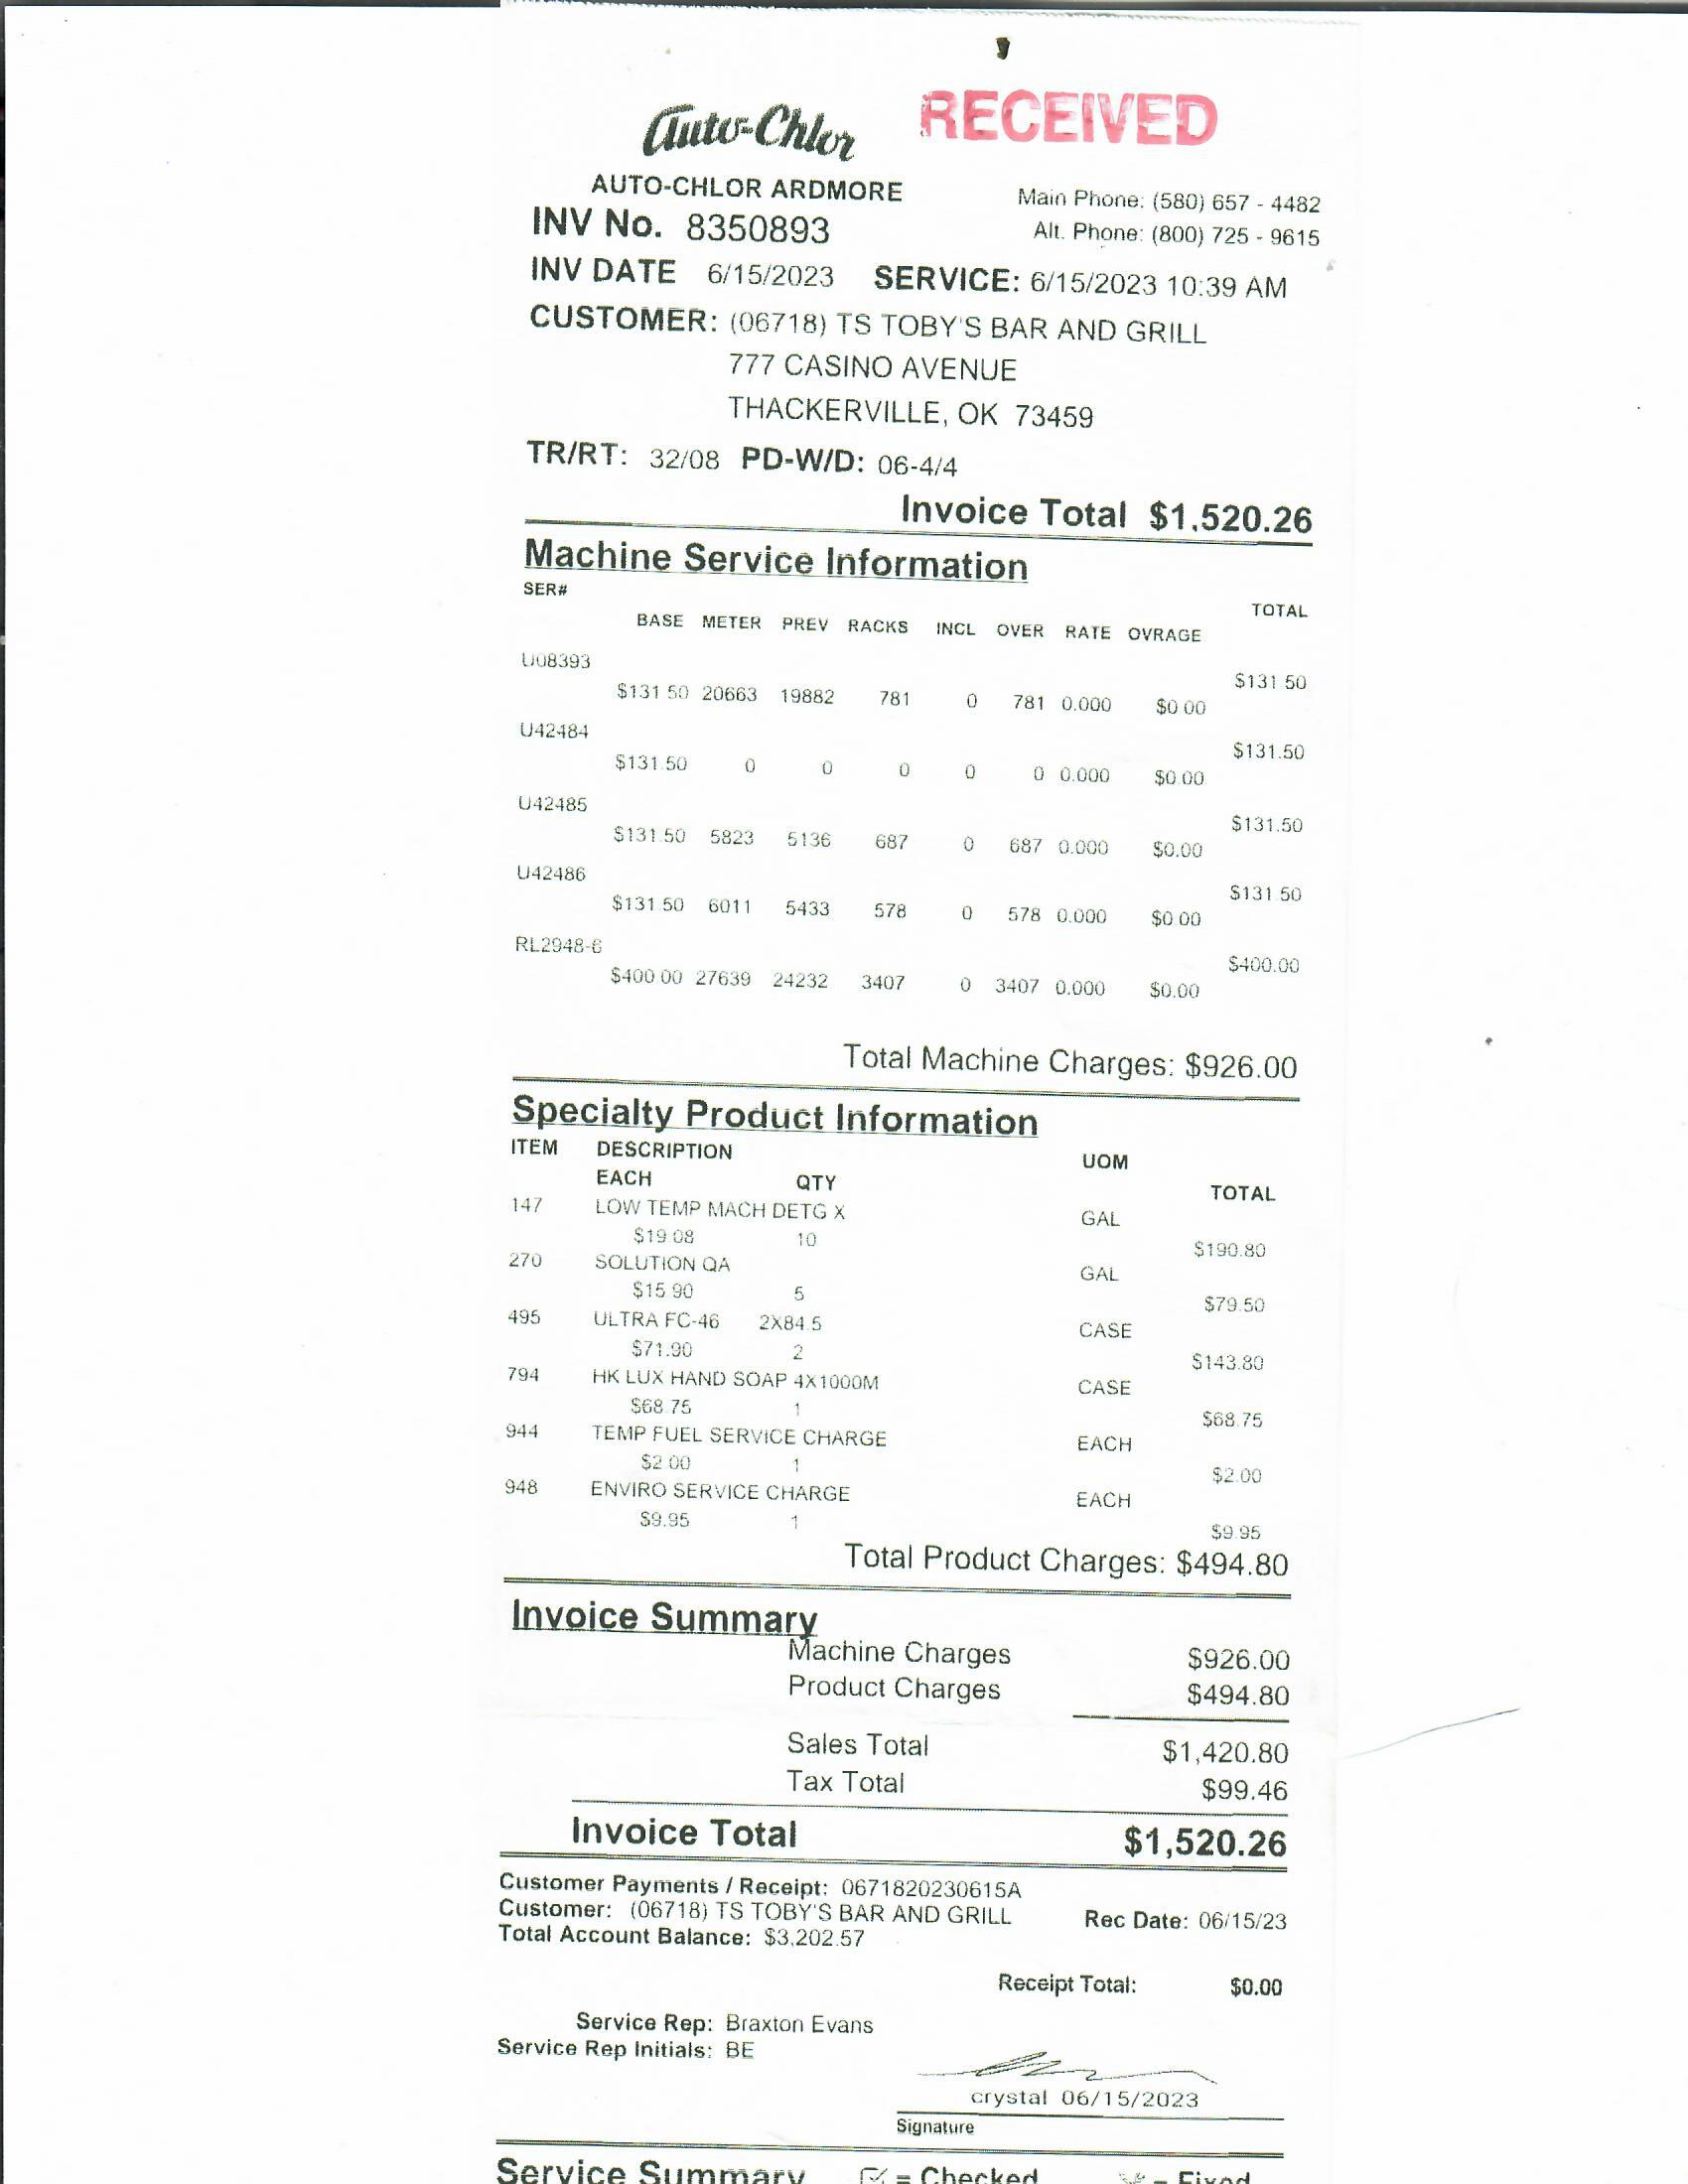 Auto-Chlor RECEIVED
AUTO-CHLOR ARDMORE Main Phone: (580) 657 - 4482
INV No. 8350893 Alt. Phone: (800) 725 - 9615
INV DATE 6/15/2023 SERVICE: 6/15/2023 10:39 AM
CUSTOMER: (06718) TS TOBY'S BAR AND GRILL
777 CASINO AVENUE
THACKERVILLE, OK 73459
TR/RT: 32/08 PD-W/D: 06-4/4
Invoice Total $1,520.26
Machine Service Information
SER# TOTAL
BASE METER PREV RACKS INCL OVER RATE OVRAGE
U08393 $131.50
$131.50 20663 19882 781 0 781 0.000 $0.00
U42484 $131.50
$131.50 0 0 0 0 0 0.000 $0.00
U42485 $131.50
$131.50 5823 5136 687 0 687 0.000 $0.00
U42486 $131.50
$131.50 6011 5433 578 0 578 0.000 $0.00
RL2948-6 $400.00
$400.00 27639 24232 3407 0 3407 0.000 $0.00
Total Machine Charges: $926.00
Specialty Product Information
ITEM DESCRIPTION UOM
EACH QTY TOTAL
147 LOW TEMP MACH DETG X GAL
$19.08 10 $190.80
270 SOLUTION QA GAL
$15.90 5 $79.50
495 ULTRA FC-46 2X84.5 CASE
$71.90 2 $143.80
794 HK LUX HAND SOAP 4X1000M CASE
$68.75 1 $68.75
944 TEMP FUEL SERVICE CHARGE EACH
$2.00 1 $2.00
948 ENVIRO SERVICE CHARGE EACH
$9.95 1 $9.95
Total Product Charges: $494.80
Invoice Summary
Machine Charges $926.00
Product Charges $494.80
Sales Total $1,420.80
Tax Total $99.46
Invoice Total $1,520.26
Customer Payments / Receipt: 0671820230615A
Customer: (06718) TS TOBY'S BAR AND GRILL Rec Date: 06/15/23
Total Account Balance: $3,202.57
Receipt Total: $0.00
Service Rep: Braxton Evans
Service Rep Initials: BE
crystal 06/15/2023
Signature
Service Summary = Checked = Fixed